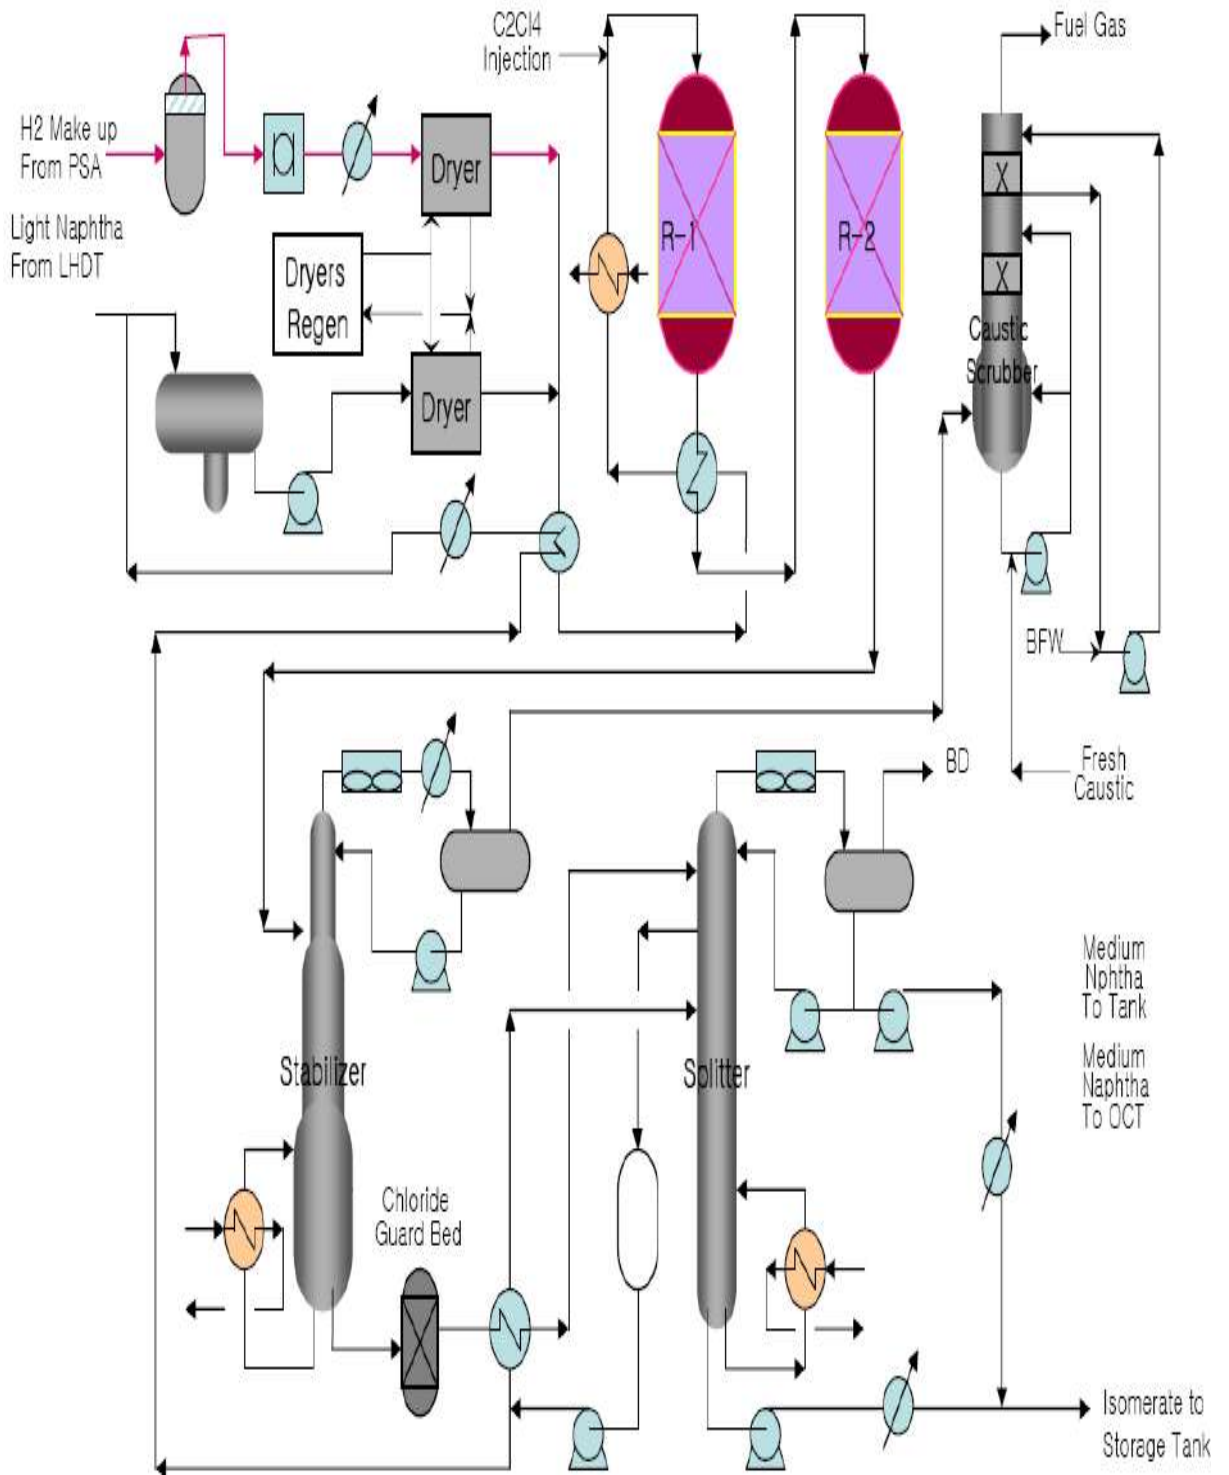 C2Cl4
Injection
Fuel Gas
H2 Make up
From PSA
Dryer
Light Naphtha
From LHDT
R-1
R-2
Dryers
Regen
Caustic
Scrubber
Dryer
BFW
BD
Fresh
Caustic
Medium
Nphtha
To Tank
Stabilizer
Splitter
Medium
Naphtha
To OCT
Chloride
Guard Bed
Isomerate to
Storage Tank